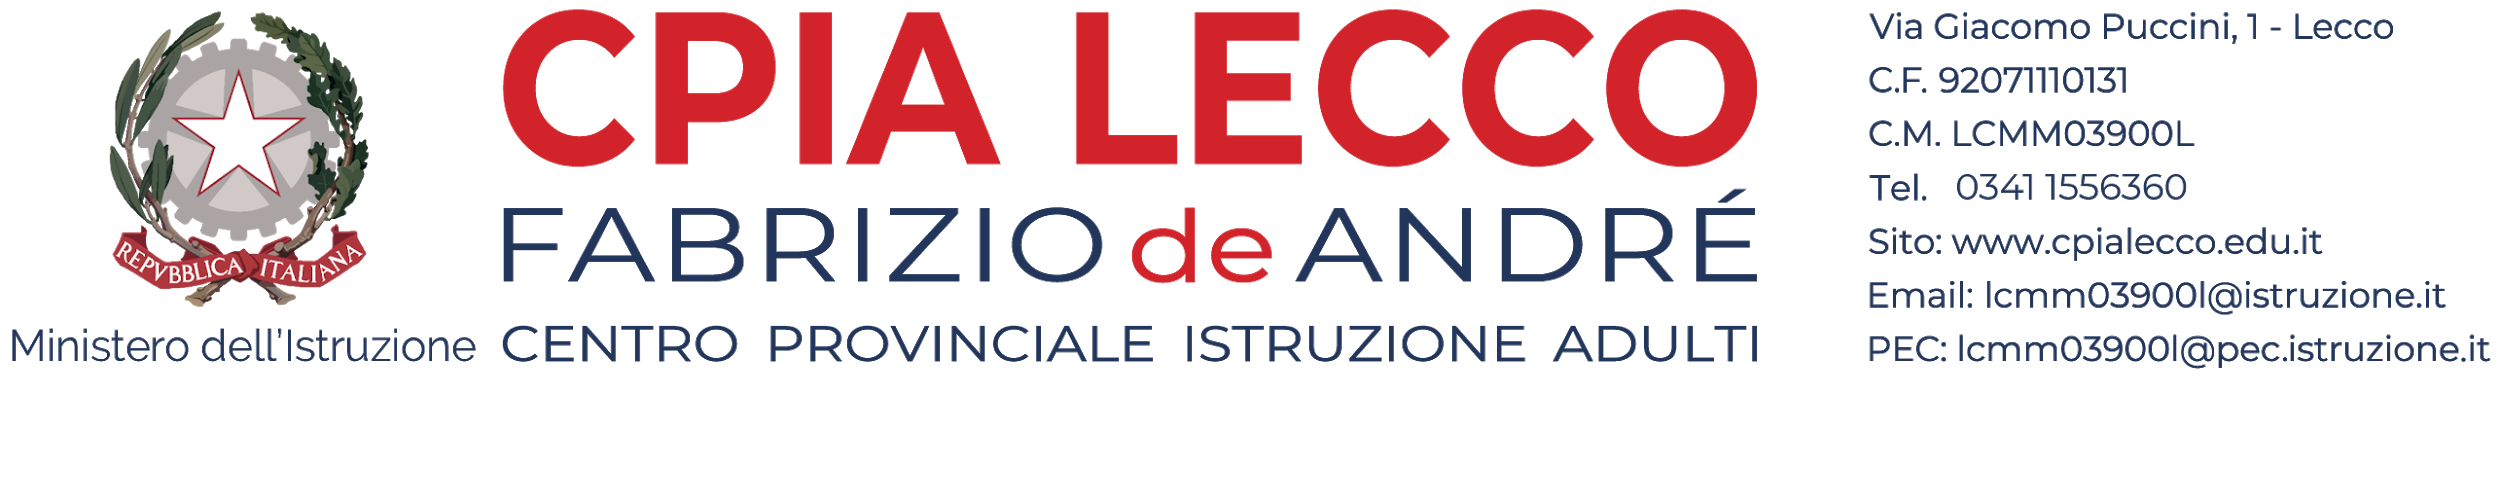 REPVBBLICA ITALIANA
Ministero dell'Istruzione
CPIA LECCO
FABRIZIO de ANDRÉ
CENTRO PROVINCIALE ISTRUZIONE ADULTI
Via Giacomo Puccini, 1 - Lecco
C.F. 92071110131
C.M. LCMM03900L
Tel. 0341 1556360
Sito: www.cpialecco.edu.it
Email: lcmm03900l@istruzione.it
PEC: lcmm03900l@pec.istruzione.it